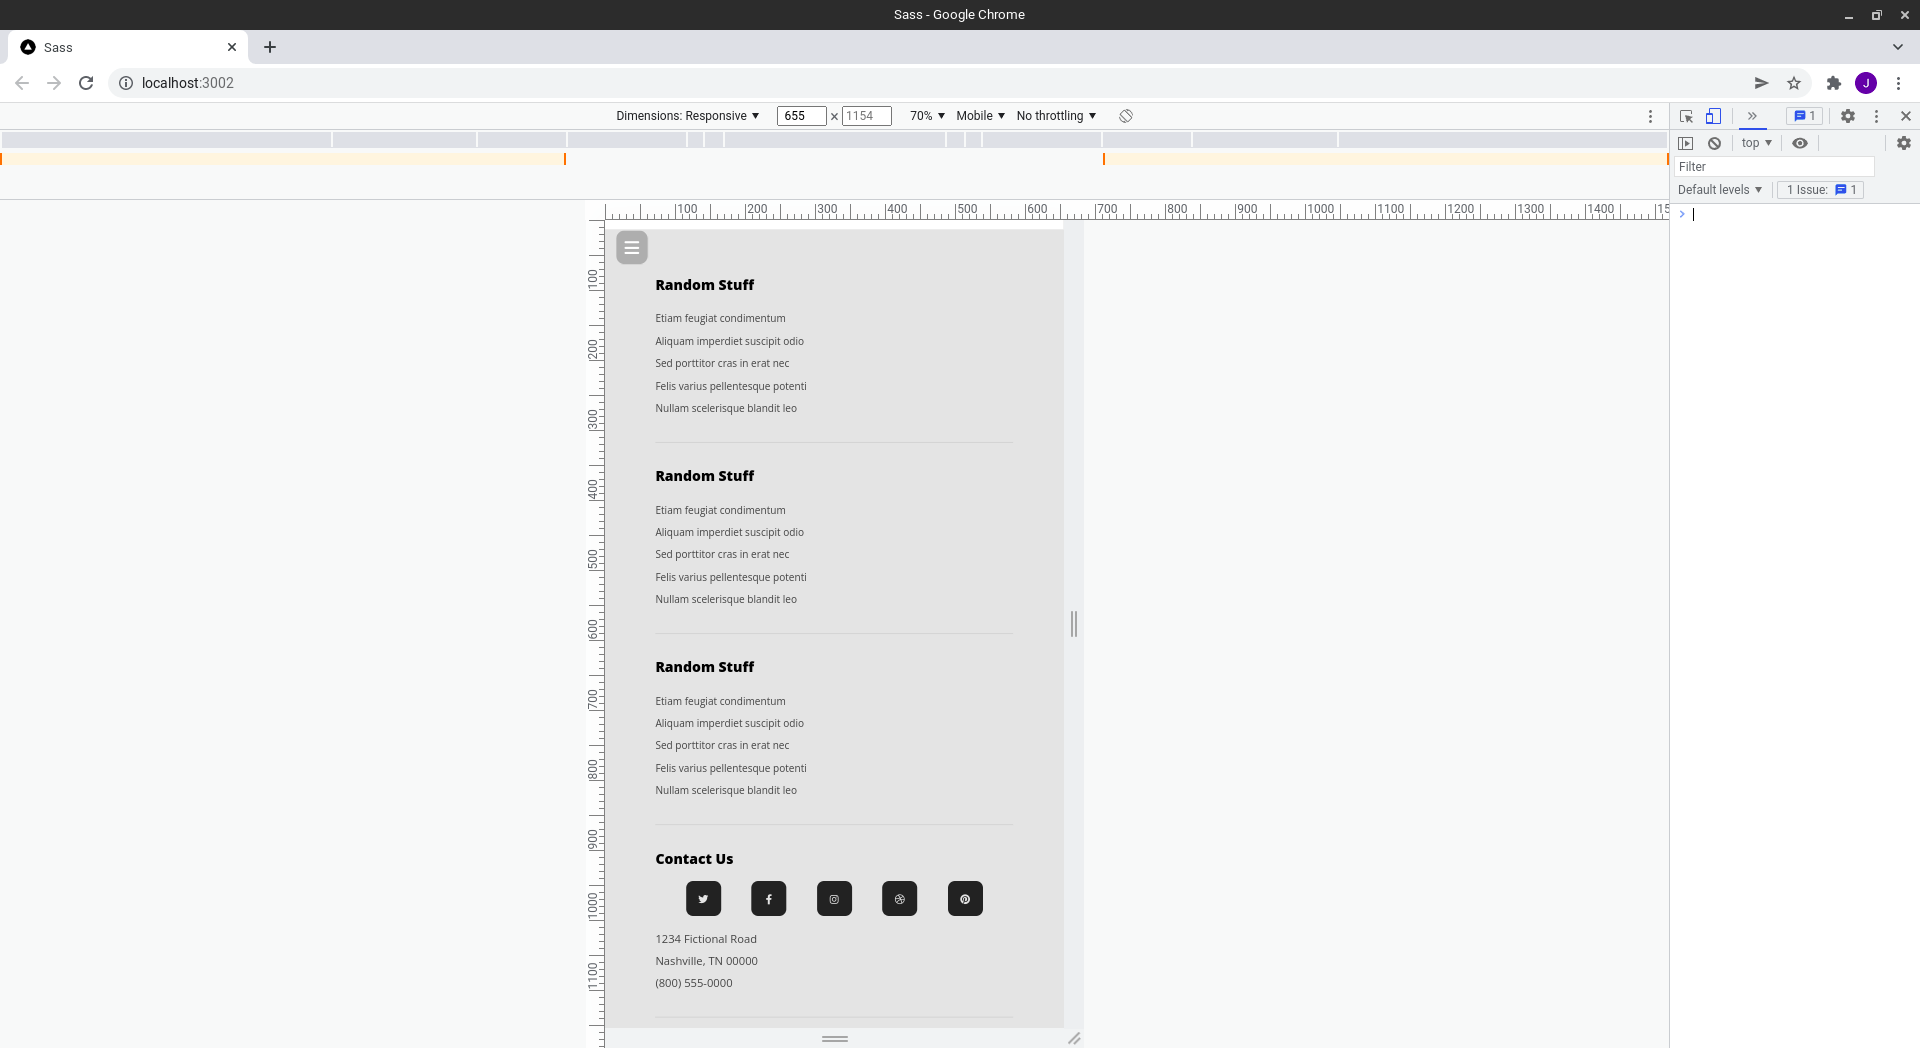 Sass - Google Chrome
Sass
localhost:3002
Dimensions: Responsive 655 × 1154 70% Mobile No throttling
1
top
Filter
Default levels 1 Issue: 1
100 200 300 400 500 600 700 800 900 1000 1100 1200 1300 1400 15
100
200
300
400
500
600
700
800
900
1000
1100
Random Stuff
Etiam feugiat condimentum
Aliquam imperdiet suscipit odio
Sed porttitor cras in erat nec
Felis varius pellentesque potenti
Nullam scelerisque blandit leo
Random Stuff
Etiam feugiat condimentum
Aliquam imperdiet suscipit odio
Sed porttitor cras in erat nec
Felis varius pellentesque potenti
Nullam scelerisque blandit leo
Random Stuff
Etiam feugiat condimentum
Aliquam imperdiet suscipit odio
Sed porttitor cras in erat nec
Felis varius pellentesque potenti
Nullam scelerisque blandit leo
Contact Us
1234 Fictional Road
Nashville, TN 00000
(800) 555-0000
J